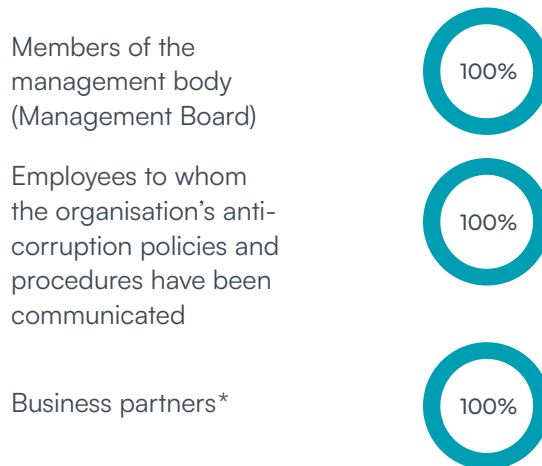 Members of the
management body
(Management Board)
100%
Employees to whom
the organisation's anti-
corruption policies and
procedures have been
communicated
100%
Business partners*
100%